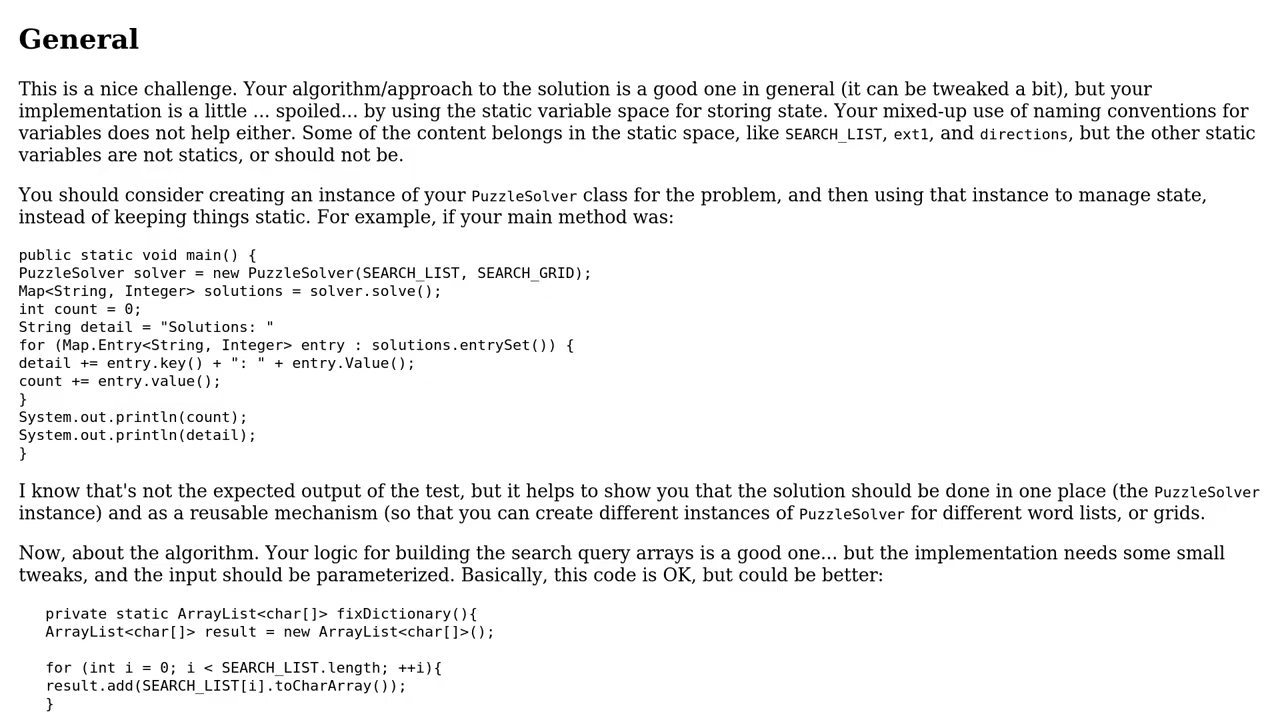 General
This is a nice challenge. Your algorithm/approach to the solution is a good one in general (it can be tweaked a bit), but your
implementation is a little ... spoiled... by using the static variable space for storing state. Your mixed-up use of naming conventions for
variables does not help either. Some of the content belongs in the static space, like SEARCH_LIST, ext1, and directions, but the other static
variables are not statics, or should not be.
You should consider creating an instance of your PuzzleSolver class for the problem, and then using that instance to manage state,
instead of keeping things static. For example, if your main method was:
public static void main() {
PuzzleSolver solver = new PuzzleSolver(SEARCH_LIST, SEARCH_GRID);
Map<String, Integer> solutions = solver.solve();
int count = 0;
String detail = "Solutions: "
for (Map.Entry<String, Integer> entry : solutions.entrySet()) {
detail += entry.key() + ": " + entry.Value();
count += entry.value();
}
System.out.println(count);
System.out.println(detail);
}
I know that's not the expected output of the test, but it helps to show you that the solution should be done in one place (the PuzzleSolver
instance) and as a reusable mechanism (so that you can create different instances of PuzzleSolver for different word lists, or grids.
Now, about the algorithm. Your logic for building the search query arrays is a good one... but the implementation needs some small
tweaks, and the input should be parameterized. Basically, this code is OK, but could be better:
private static ArrayList<char[]> fixDictionary(){
ArrayList<char[]> result = new ArrayList<char[]>();
for (int i = 0; i < SEARCH_LIST.length; ++i){
result.add(SEARCH_LIST[i].toCharArray());
}